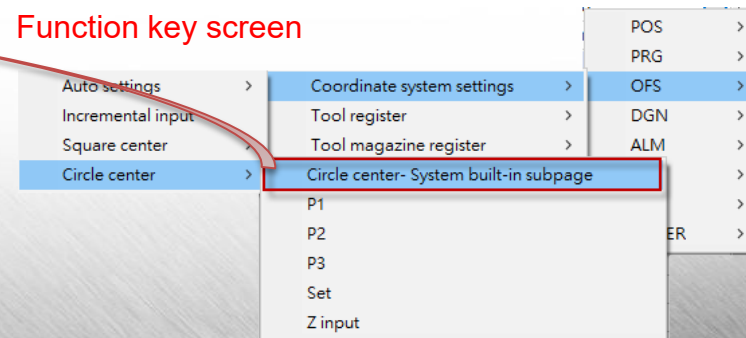 Function key screen
POS
PRG
OFS
DGN
ALM
ER
Coordinate system settings
Tool register
Tool magazine register
Auto settings
Incremental input
Square center
Circle center
Circle center- System built-in subpage
P1
P2
P3
Set
Z input